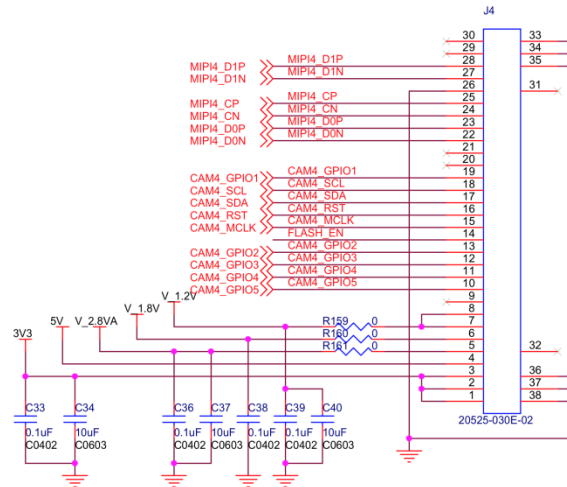 J4
30 33
29 34
MIPI4_D1P MIPI4_D1P 28 35
MIPI4_D1N MIPI4_D1N 27
26 31
MIPI4_CP MIPI4_CP 25
MIPI4_CN MIPI4_CN 24
MIPI4_D0P MIPI4_D0P 23
MIPI4_D0N MIPI4_D0N 22
21
20
CAM4_GPIO1 CAM4_GPIO1 19
CAM4_SCL CAM4_SCL 18
CAM4_SDA CAM4_SDA 17
CAM4_RST CAM4_RST 16
CAM4_MCLK CAM4_MCLK 15
FLASH_EN 14
CAM4_GPIO2 CAM4_GPIO2 13
CAM4_GPIO3 CAM4_GPIO3 12
CAM4_GPIO4 CAM4_GPIO4 11
CAM4_GPIO5 CAM4_GPIO5 10
9
V_1.2V 8
V_1.8V R159 0 7
5V V_2.8VA R160 0 6
3V3 R161 0 5 32
4
3 36
2 37
1 38
20525-030E-02
C33 C34 C36 C37 C38 C39 C40
0.1uF 10uF 0.1uF 10uF 0.1uF 0.1uF 10uF
C0402 C0603 C0402 C0603 C0402 C0402 C0603